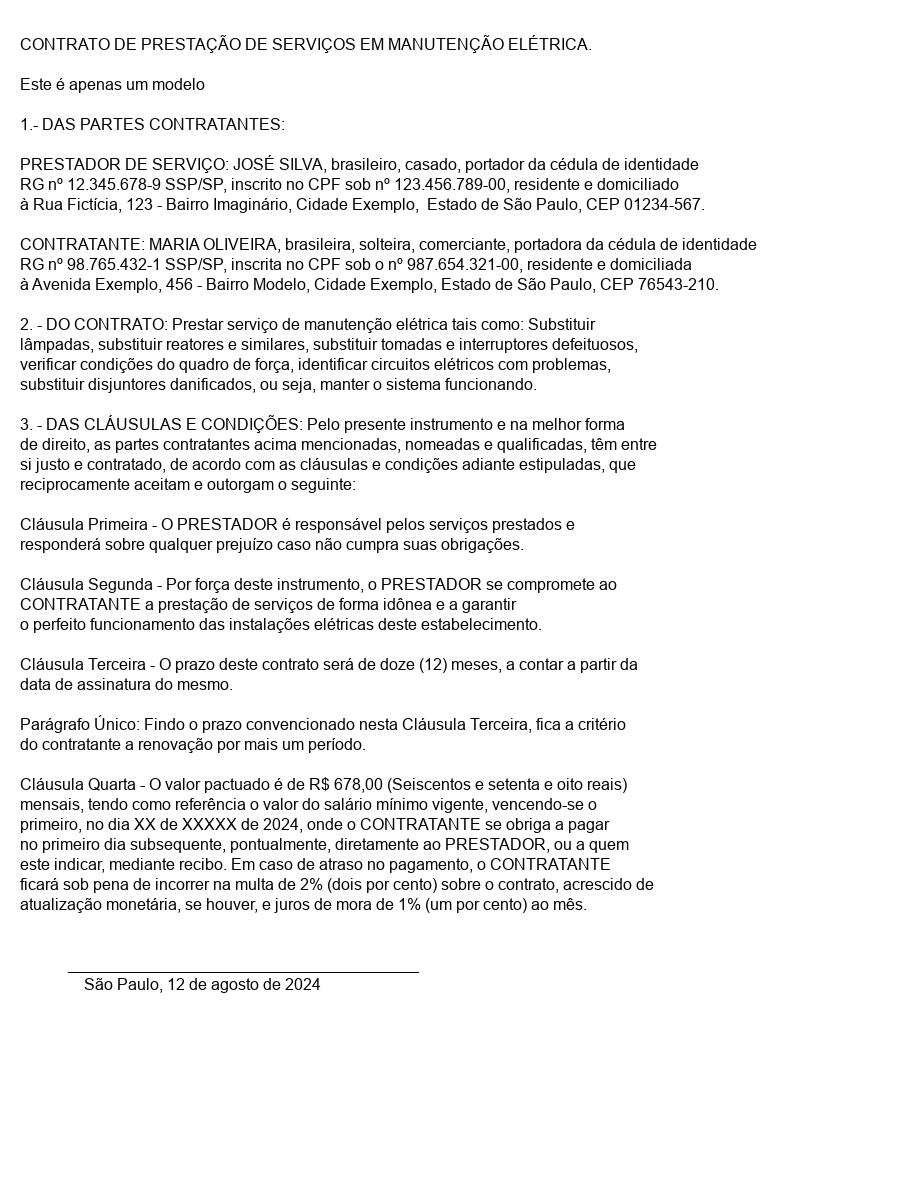 CONTRATO DE PRESTAÇÃO DE SERVIÇOS EM MANUTENÇÃO ELÉTRICA.
Este é apenas um modelo
1.- DAS PARTES CONTRATANTES:
PRESTADOR DE SERVIÇO: JOSÉ SILVA, brasileiro, casado, portador da cédula de identidade
RG nº 12.345.678-9 SSP/SP, inscrito no CPF sob nº 123.456.789-00, residente e domiciliado
à Rua Fictícia, 123 - Bairro Imaginário, Cidade Exemplo,  Estado de São Paulo, CEP 01234-567.
CONTRATANTE: MARIA OLIVEIRA, brasileira, solteira, comerciante, portadora da cédula de identidade
RG nº 98.765.432-1 SSP/SP, inscrita no CPF sob o nº 987.654.321-00, residente e domiciliada
à Avenida Exemplo, 456 - Bairro Modelo, Cidade Exemplo, Estado de São Paulo, CEP 76543-210.
2. - DO CONTRATO: Prestar serviço de manutenção elétrica tais como: Substituir
lâmpadas, substituir reatores e similares, substituir tomadas e interruptores defeituosos,
verificar condições do quadro de força, identificar circuitos elétricos com problemas,
substituir disjuntores danificados, ou seja, manter o sistema funcionando.
3. - DAS CLÁUSULAS E CONDIÇÕES: Pelo presente instrumento e na melhor forma
de direito, as partes contratantes acima mencionadas, nomeadas e qualificadas, têm entre
si justo e contratado, de acordo com as cláusulas e condições adiante estipuladas, que
reciprocamente aceitam e outorgam o seguinte:
Cláusula Primeira - O PRESTADOR é responsável pelos serviços prestados e
responderá sobre qualquer prejuízo caso não cumpra suas obrigações.
Cláusula Segunda - Por força deste instrumento, o PRESTADOR se compromete ao
CONTRATANTE a prestação de serviços de forma idônea e a garantir
o perfeito funcionamento das instalações elétricas deste estabelecimento.
Cláusula Terceira - O prazo deste contrato será de doze (12) meses, a contar a partir da
data de assinatura do mesmo.
Parágrafo Único: Findo o prazo convencionado nesta Cláusula Terceira, fica a critério
do contratante a renovação por mais um período.
Cláusula Quarta - O valor pactuado é de R$ 678,00 (Seiscentos e setenta e oito reais)
mensais, tendo como referência o valor do salário mínimo vigente, vencendo-se o
primeiro, no dia XX de XXXXX de 2024, onde o CONTRATANTE se obriga a pagar
no primeiro dia subsequente, pontualmente, diretamente ao PRESTADOR, ou a quem
este indicar, mediante recibo. Em caso de atraso no pagamento, o CONTRATANTE
ficará sob pena de incorrer na multa de 2% (dois por cento) sobre o contrato, acrescido de
atualização monetária, se houver, e juros de mora de 1% (um por cento) ao mês.
São Paulo, 12 de agosto de 2024